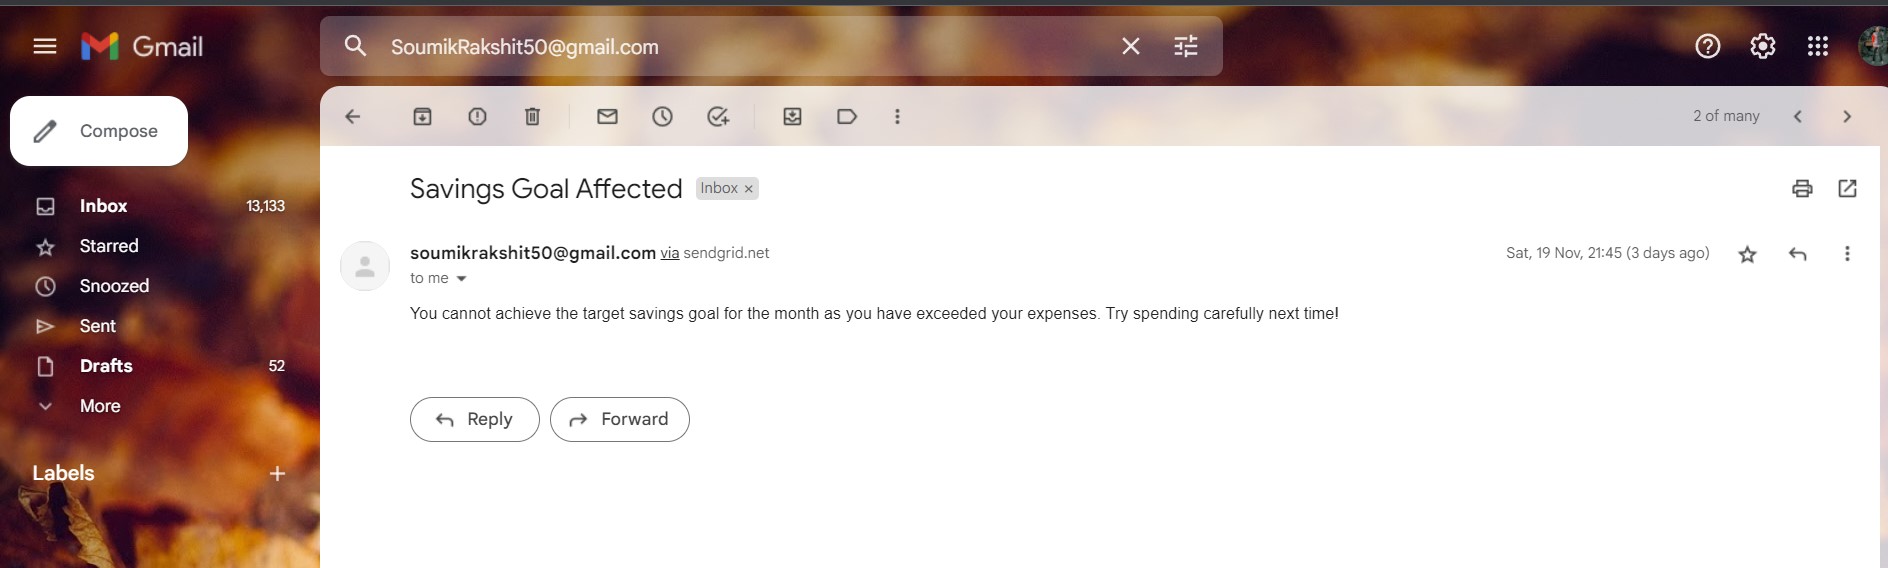 Gmail
SoumikRakshit50@gmail.com
Compose
2 of many
Inbox 13,133
Starred
Snoozed
Sent
Drafts 52
More
Labels
Savings Goal Affected Inbox ×
soumikrakshit50@gmail.com via sendgrid.net Sat, 19 Nov, 21:45 (3 days ago)
to me
You cannot achieve the target savings goal for the month as you have exceeded your expenses. Try spending carefully next time!
Reply Forward